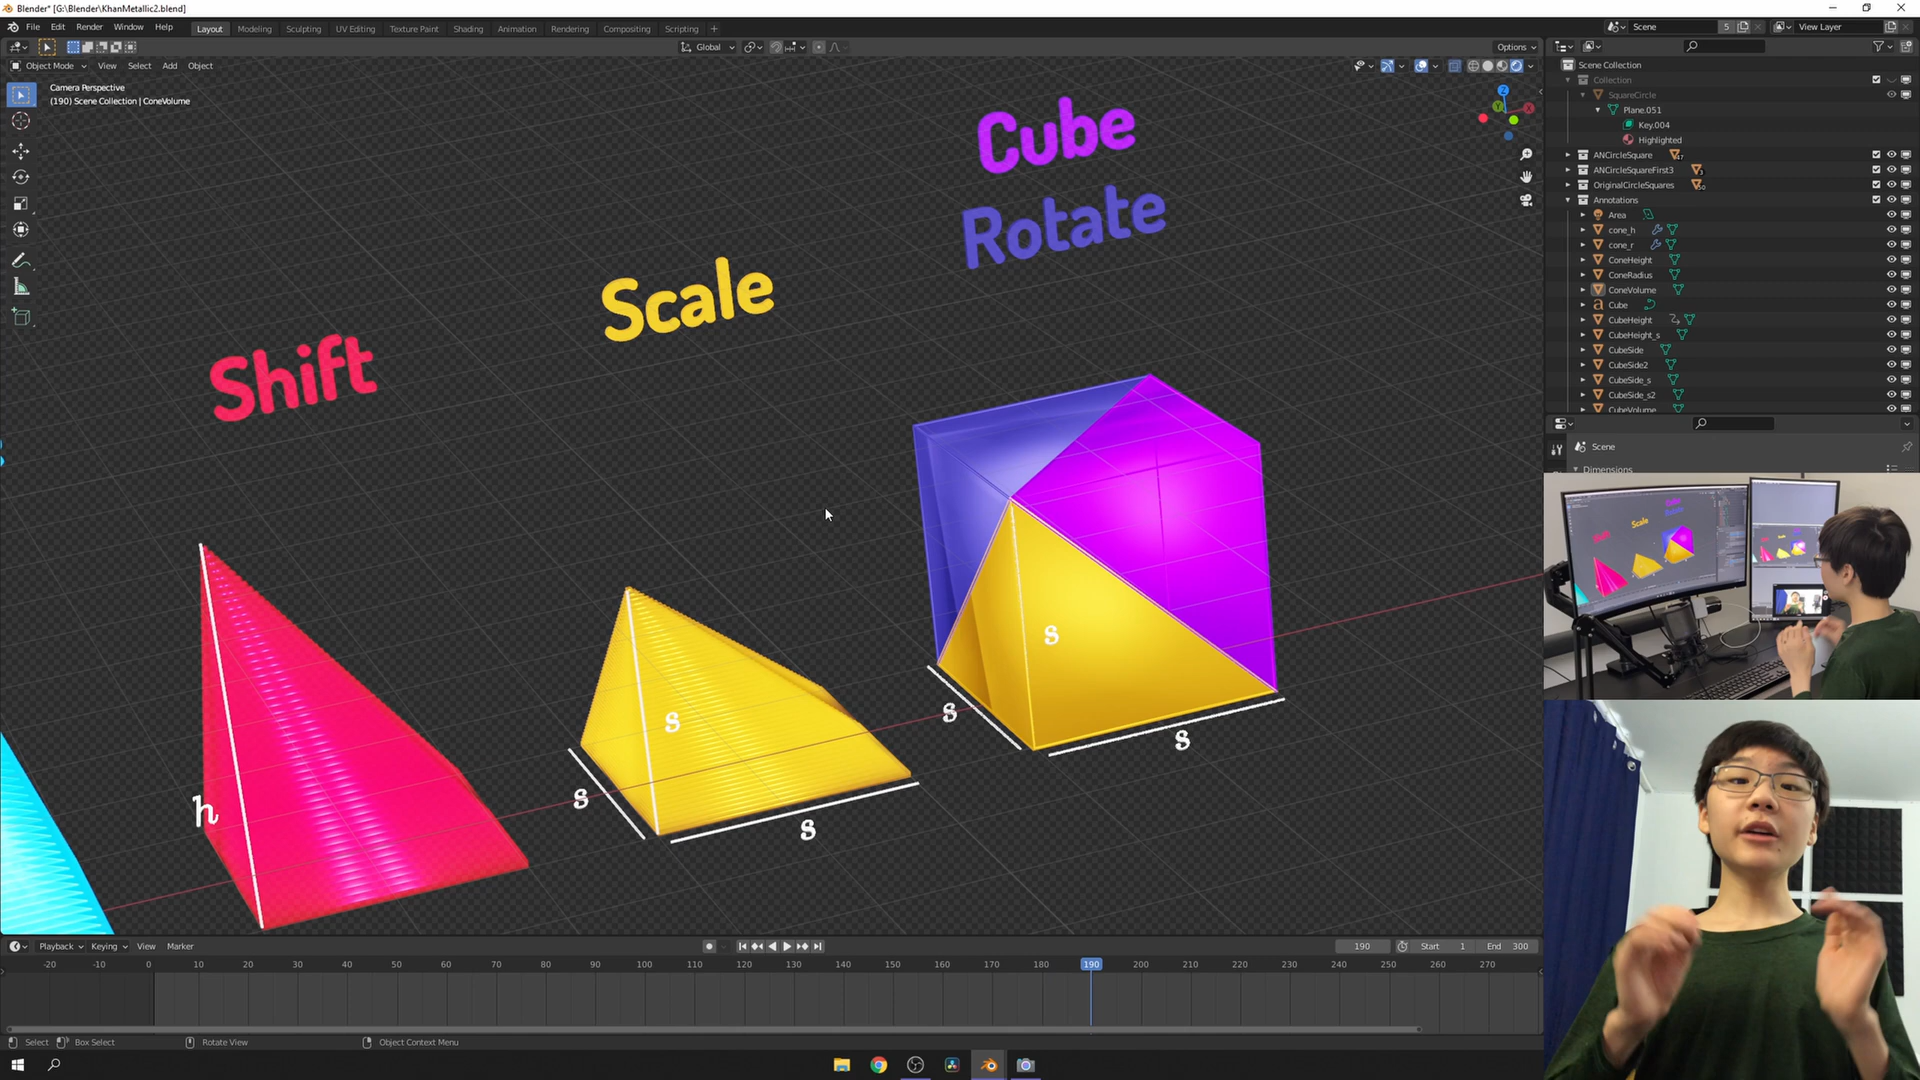 Blender* [G:\Blender\KhanMetallic2.blend]
File Edit Render Window Help
Layout Modeling Sculpting UV Editing Texture Paint Shading Animation Rendering Compositing Scripting +
Scene 5 View Layer
Global
Options
Object Mode View Select Add Object
Camera Perspective
(190) Scene Collection | ConeVolume
Scene Collection
Collection
SquareCircle
Plane.051
Key.004
Highlighted
ANCircleSquare 47
ANCircleSquareFirst3 3
OriginalCircleSquares 50
Annotations
Area
cone_h
cone_r
ConeHeight
ConeRadius
ConeVolume
Cube
CubeHeight
CubeHeight_s
CubeSide
CubeSide2
CubeSide_s
CubeSide_s2
CubeVolume
Scene
Dimensions
Z
Y
X
Cube
Rotate
Scale
Shift
h
s
s
s
s
s
s
Playback Keying View Marker
190 Start 1 End 300
-20 -10 0 10 20 30 40 50 60 70 80 90 100 110 120 130 140 150 160 170 180 190 200 210 220 230 240 250 260 270
Select Box Select Rotate View Object Context Menu